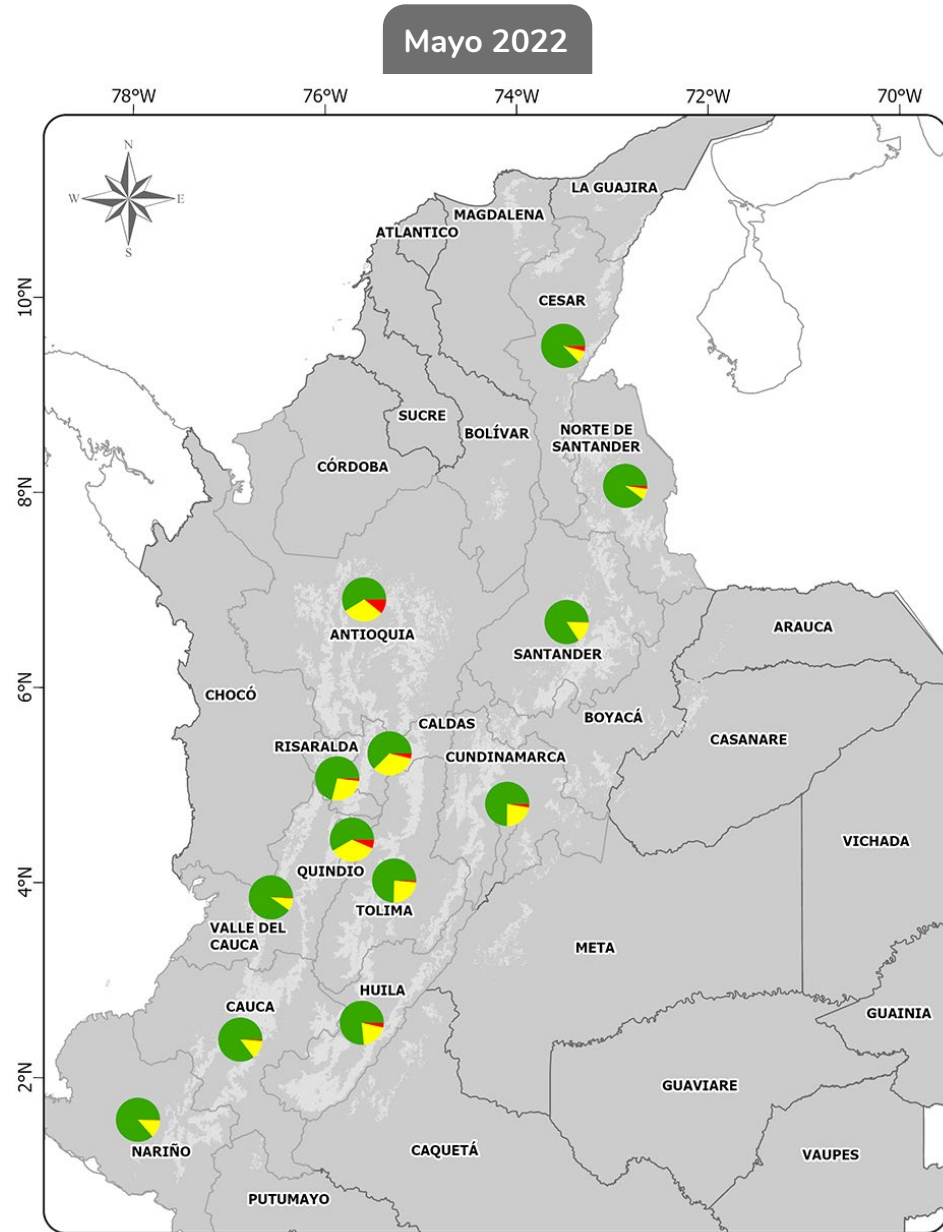 Mayo 2022
78°W
76°W
74°W
72°W
70°W
N
W
E
S
10°N
8°N
6°N
4°N
2°N
LA GUAJIRA
MAGDALENA
ATLANTICO
CESAR
SUCRE
BOLÍVAR
NORTE DE
SANTANDER
CÓRDOBA
ANTIOQUIA
SANTANDER
ARAUCA
CHOCÓ
BOYACÁ
CALDAS
CASANARE
RISARALDA
CUNDINAMARCA
VICHADA
QUINDIO
TOLIMA
VALLE DEL
CAUCA
META
HUILA
CAUCA
GUAINIA
GUAVIARE
NARIÑO
CAQUETÁ
VAUPES
PUTUMAYO